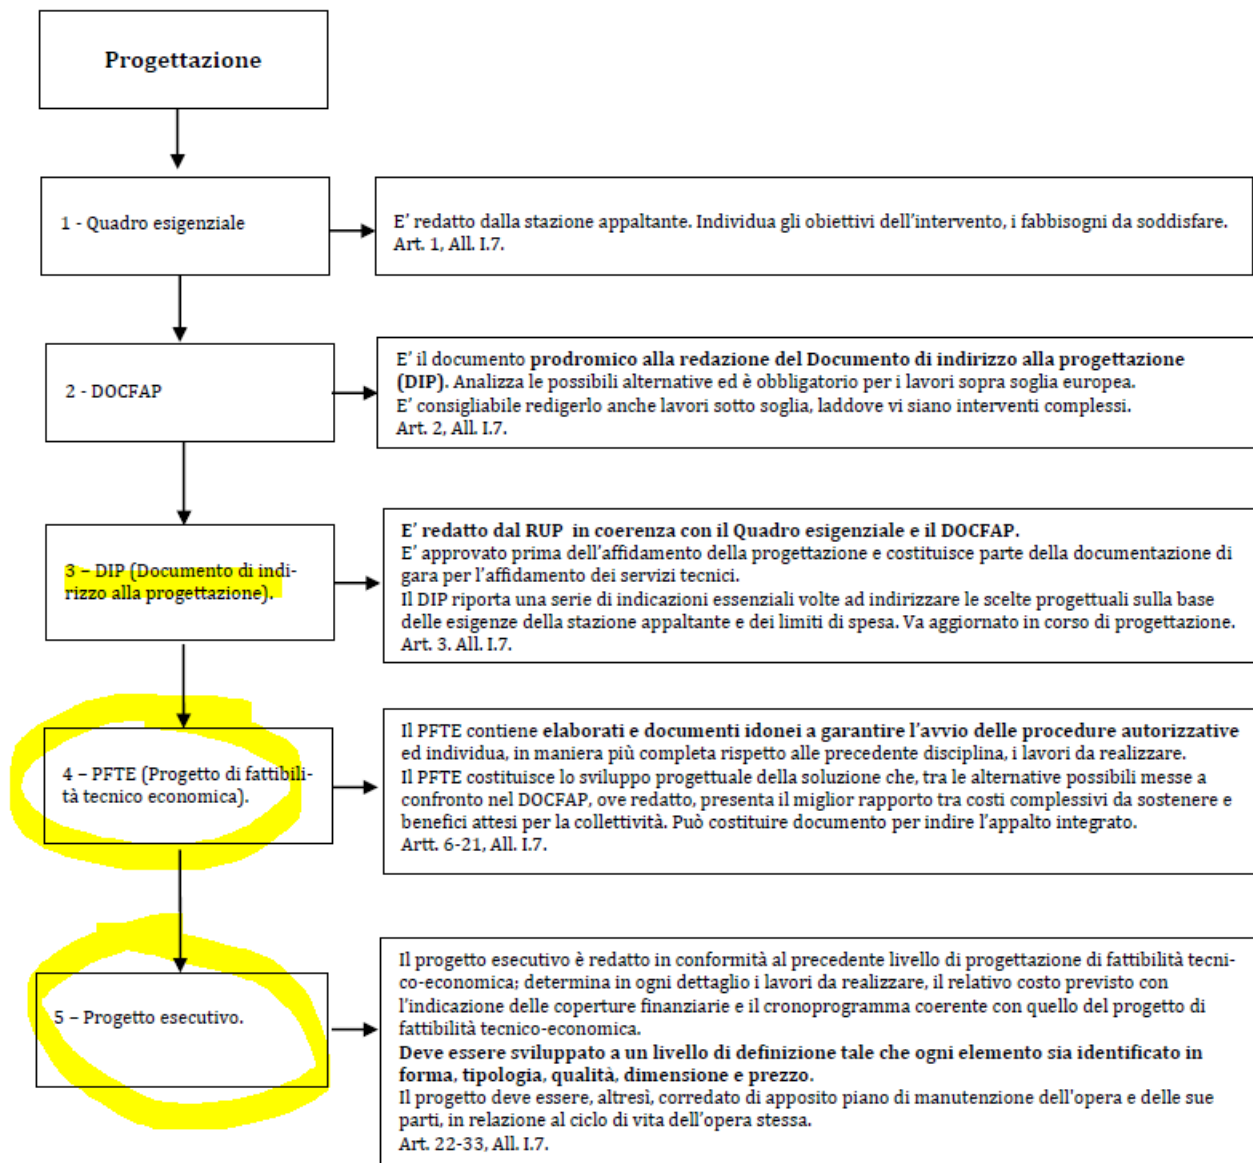 Progettazione
1 - Quadro esigenziale
E' redatto dalla stazione appaltante. Individua gli obiettivi dell'intervento, i fabbisogni da soddisfare.
Art. 1, All. I.7.
2 - DOCFAP
E' il documento prodromico alla redazione del Documento di indirizzo alla progettazione
(DIP). Analizza le possibili alternative ed è obbligatorio per i lavori sopra soglia europea.
E' consigliabile redigerlo anche lavori sotto soglia, laddove vi siano interventi complessi.
Art. 2, All. I.7.
3 – DIP (Documento di indi-
rizzo alla progettazione).
E' redatto dal RUP in coerenza con il Quadro esigenziale e il DOCFAP.
E' approvato prima dell'affidamento della progettazione e costituisce parte della documentazione di
gara per l'affidamento dei servizi tecnici.
Il DIP riporta una serie di indicazioni essenziali volte ad indirizzare le scelte progettuali sulla base
delle esigenze della stazione appaltante e dei limiti di spesa. Va aggiornato in corso di progettazione.
Art. 3. All. I.7.
4 – PFTE (Progetto di fattibili-
tà tecnico economica).
Il PFTE contiene elaborati e documenti idonei a garantire l'avvio delle procedure autorizzative
ed individua, in maniera più completa rispetto alle precedente disciplina, i lavori da realizzare.
Il PFTE costituisce lo sviluppo progettuale della soluzione che, tra le alternative possibili messe a
confronto nel DOCFAP, ove redatto, presenta il miglior rapporto tra costi complessivi da sostenere e
benefici attesi per la collettività. Può costituire documento per indire l'appalto integrato.
Artt. 6-21, All. I.7.
5 – Progetto esecutivo.
Il progetto esecutivo è redatto in conformità al precedente livello di progettazione di fattibilità tecni-
co-economica; determina in ogni dettaglio i lavori da realizzare, il relativo costo previsto con
l'indicazione delle coperture finanziarie e il cronoprogramma coerente con quello del progetto di
fattibilità tecnico-economica.
Deve essere sviluppato a un livello di definizione tale che ogni elemento sia identificato in
forma, tipologia, qualità, dimensione e prezzo.
Il progetto deve essere, altresì, corredato di apposito piano di manutenzione dell'opera e delle sue
parti, in relazione al ciclo di vita dell'opera stessa.
Art. 22-33, All. I.7.